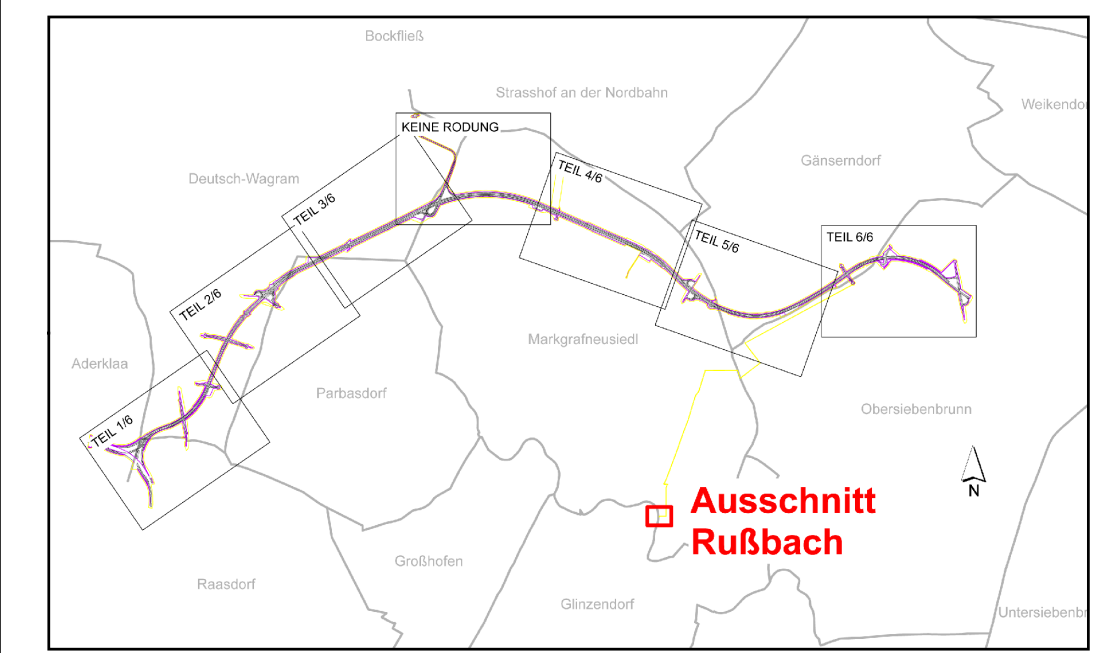 Bockfließ
Strasshof an der Nordbahn
Weikendo
KEINE RODUNG
Gänserndorf
TEIL 4/6
Deutsch-Wagram
TEIL 3/6
TEIL 5/6
TEIL 6/6
TEIL 2/6
Markgrafneusiedl
Aderklaa
Parbasdorf
Obersiebenbrunn
TEIL 1/6
N
Ausschnitt
Rußbach
Großhofen
Raasdorf
Glinzendorf
Untersiebenbr